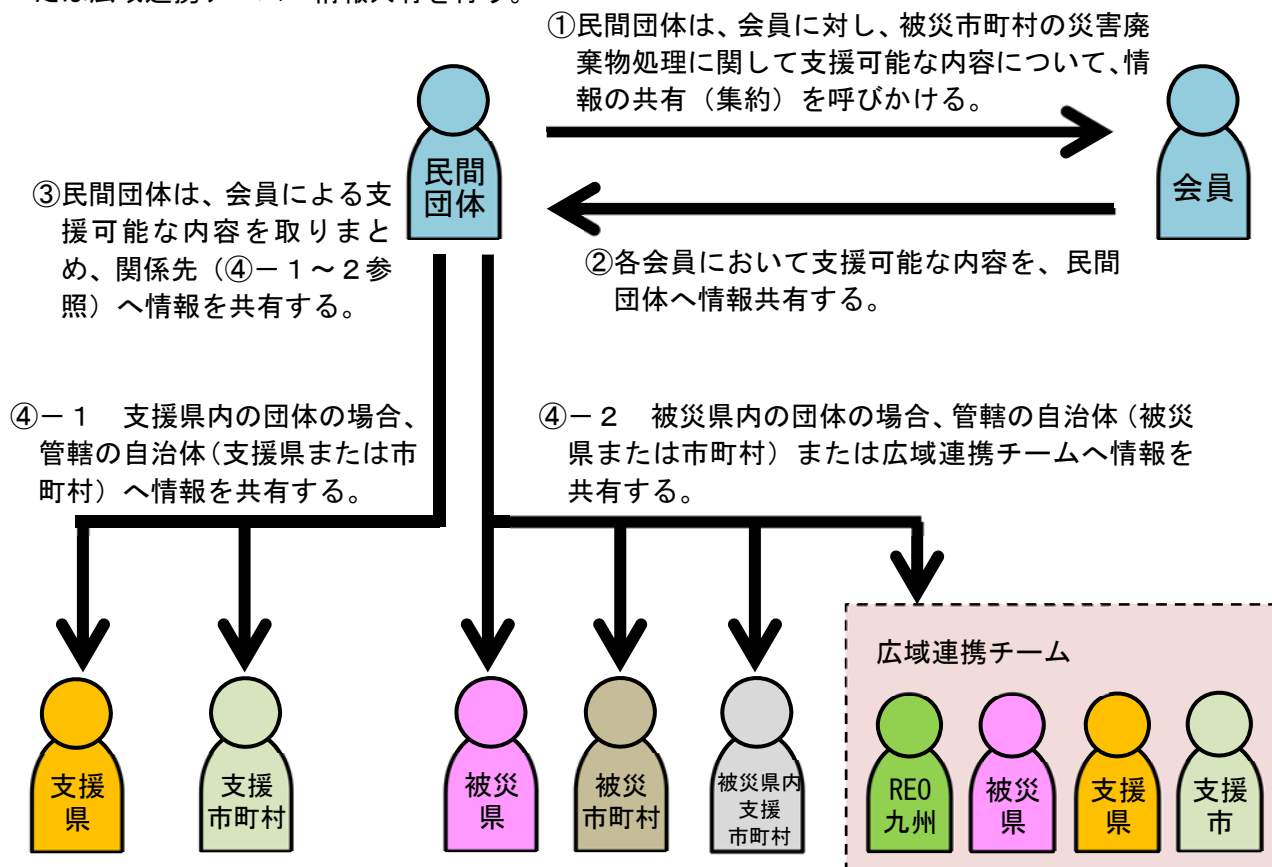 ①民間団体は、会員に対し、被災市町村の災害廃
棄物処理に関して支援可能な内容について、情
報の共有（集約）を呼びかける。
民間
団体
会員
③民間団体は、会員による支
援可能な内容を取りまと
め、関係先（④－１～２参
照）へ情報を共有する。
②各会員において支援可能な内容を、民間
団体へ情報共有する。
④－１　支援県内の団体の場合、
管轄の自治体（支援県または市
町村）へ情報を共有する。
④－２　被災県内の団体の場合、管轄の自治体（被災
県または市町村）または広域連携チームへ情報を
共有する。
広域連携チーム
支援
県
支援
市町村
被災
県
被災
市町村
被災県内
支援
市町村
REO
九州
被災
県
支援
県
支援
市